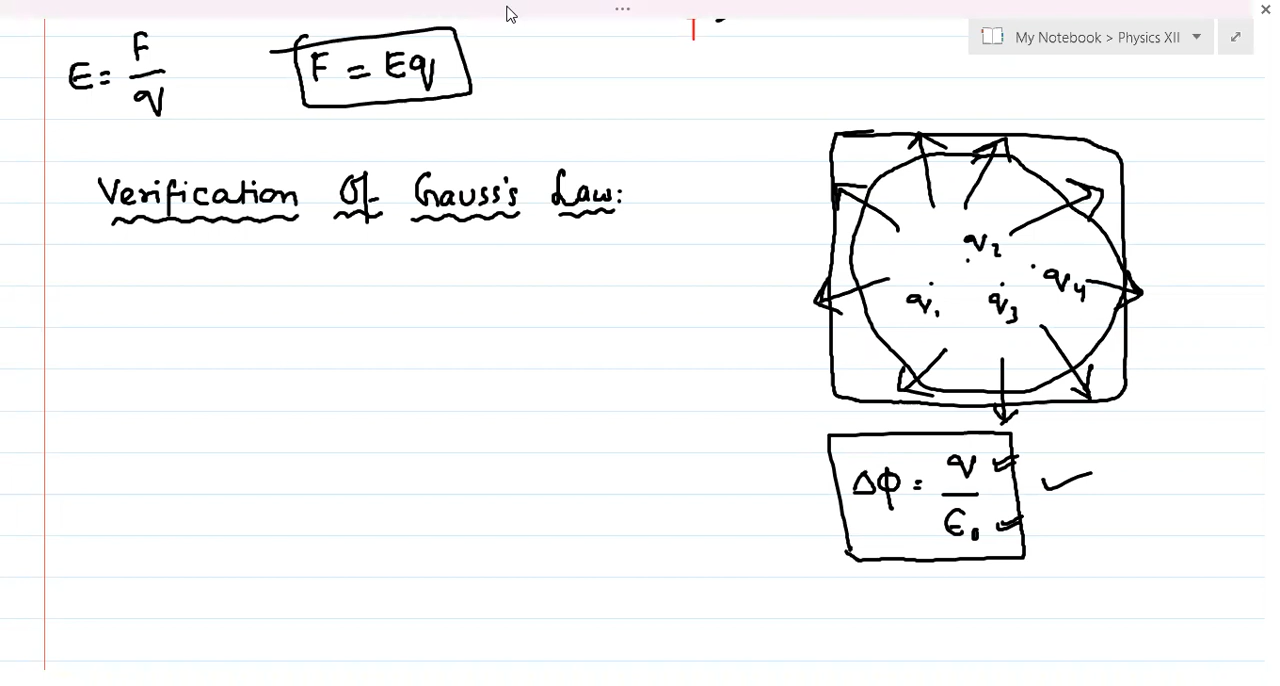 My Notebook > Physics XII
E = F/q
F = Eq
Verification Of Gauss's Law:
q2
q1 q3 q4
Δϕ = q/ϵ0